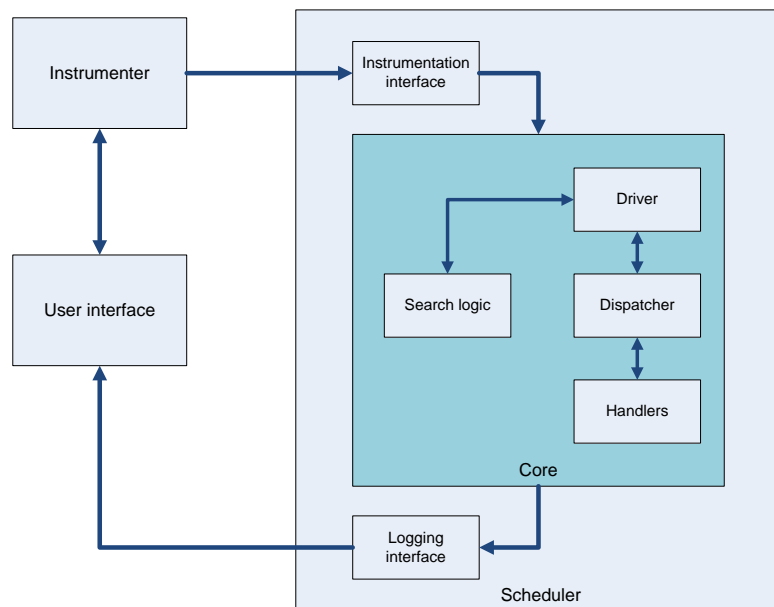 Instrumenter
Instrumentation
interface
Driver
User interface
Search logic
Dispatcher
Handlers
Core
Logging
interface
Scheduler